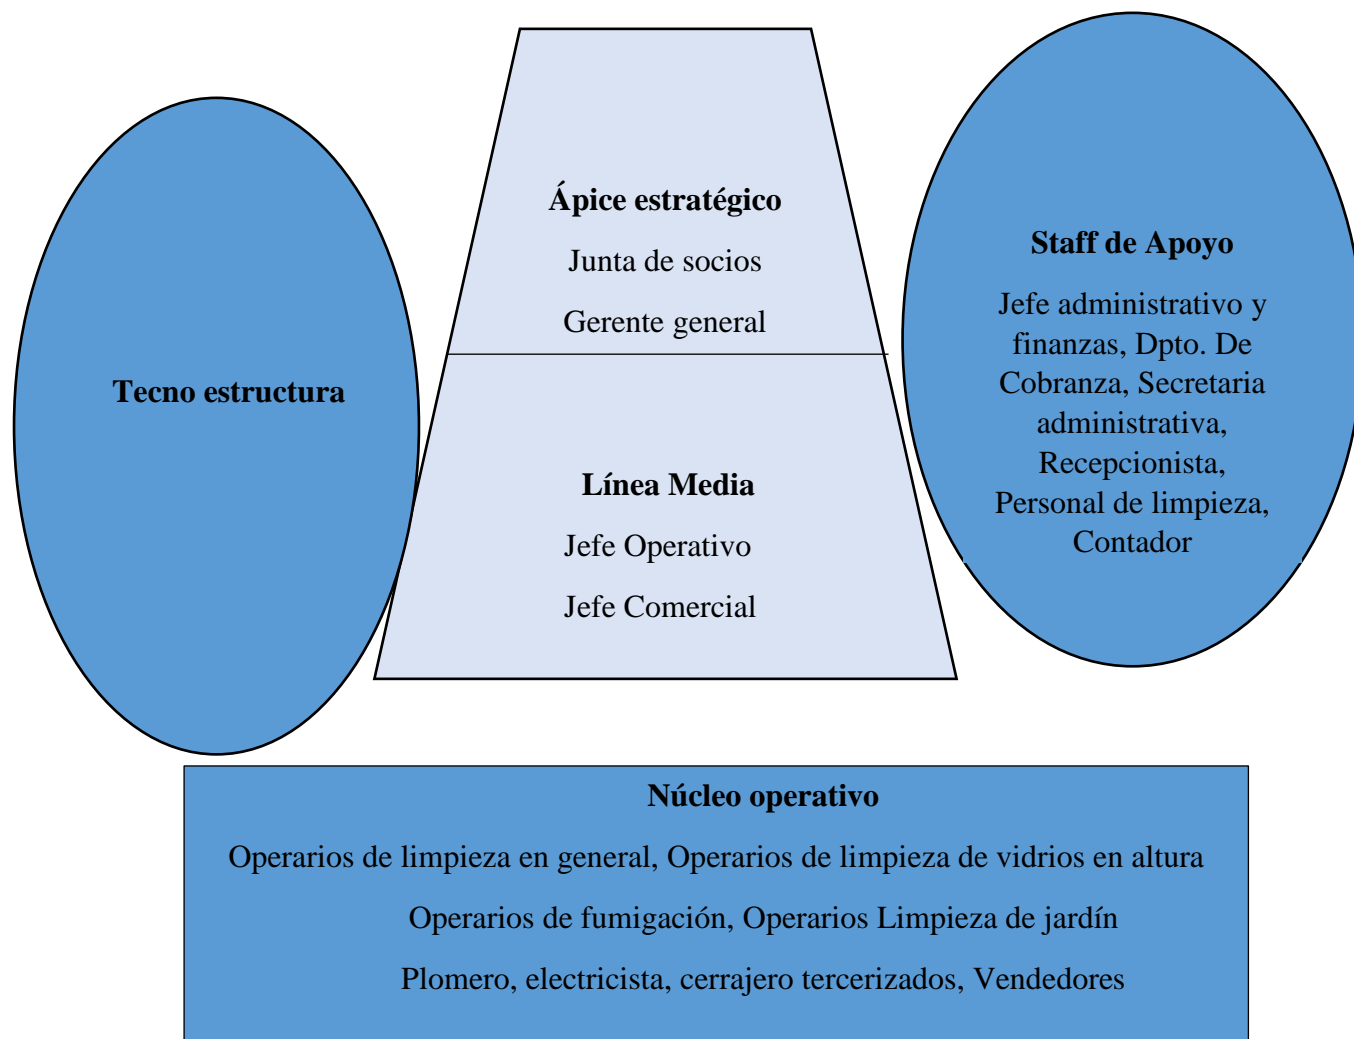 Ápice estratégico
Junta de socios
Gerente general
Tecno estructura
Línea Media
Jefe Operativo
Jefe Comercial
Staff de Apoyo
Jefe administrativo y
finanzas, Dpto. De
Cobranza, Secretaria
administrativa,
Recepcionista,
Personal de limpieza,
Contador
Núcleo operativo
Operarios de limpieza en general, Operarios de limpieza de vidrios en altura
Operarios de fumigación, Operarios Limpieza de jardín
Plomero, electricista, cerrajero tercerizados, Vendedores